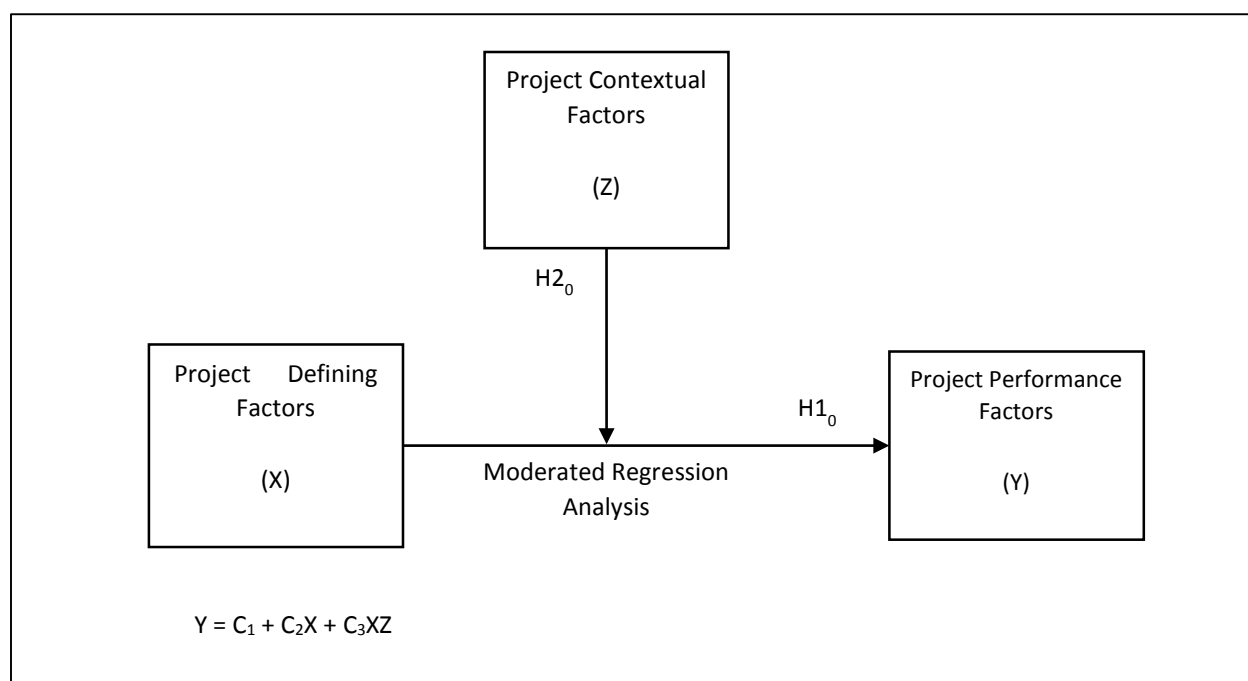 Project Contextual
Factors
(Z)
H2₀
Project Defining
Factors
(X)
H1₀
Project Performance
Factors
(Y)
Moderated Regression
Analysis
Y = C₁ + C₂X + C₃XZ